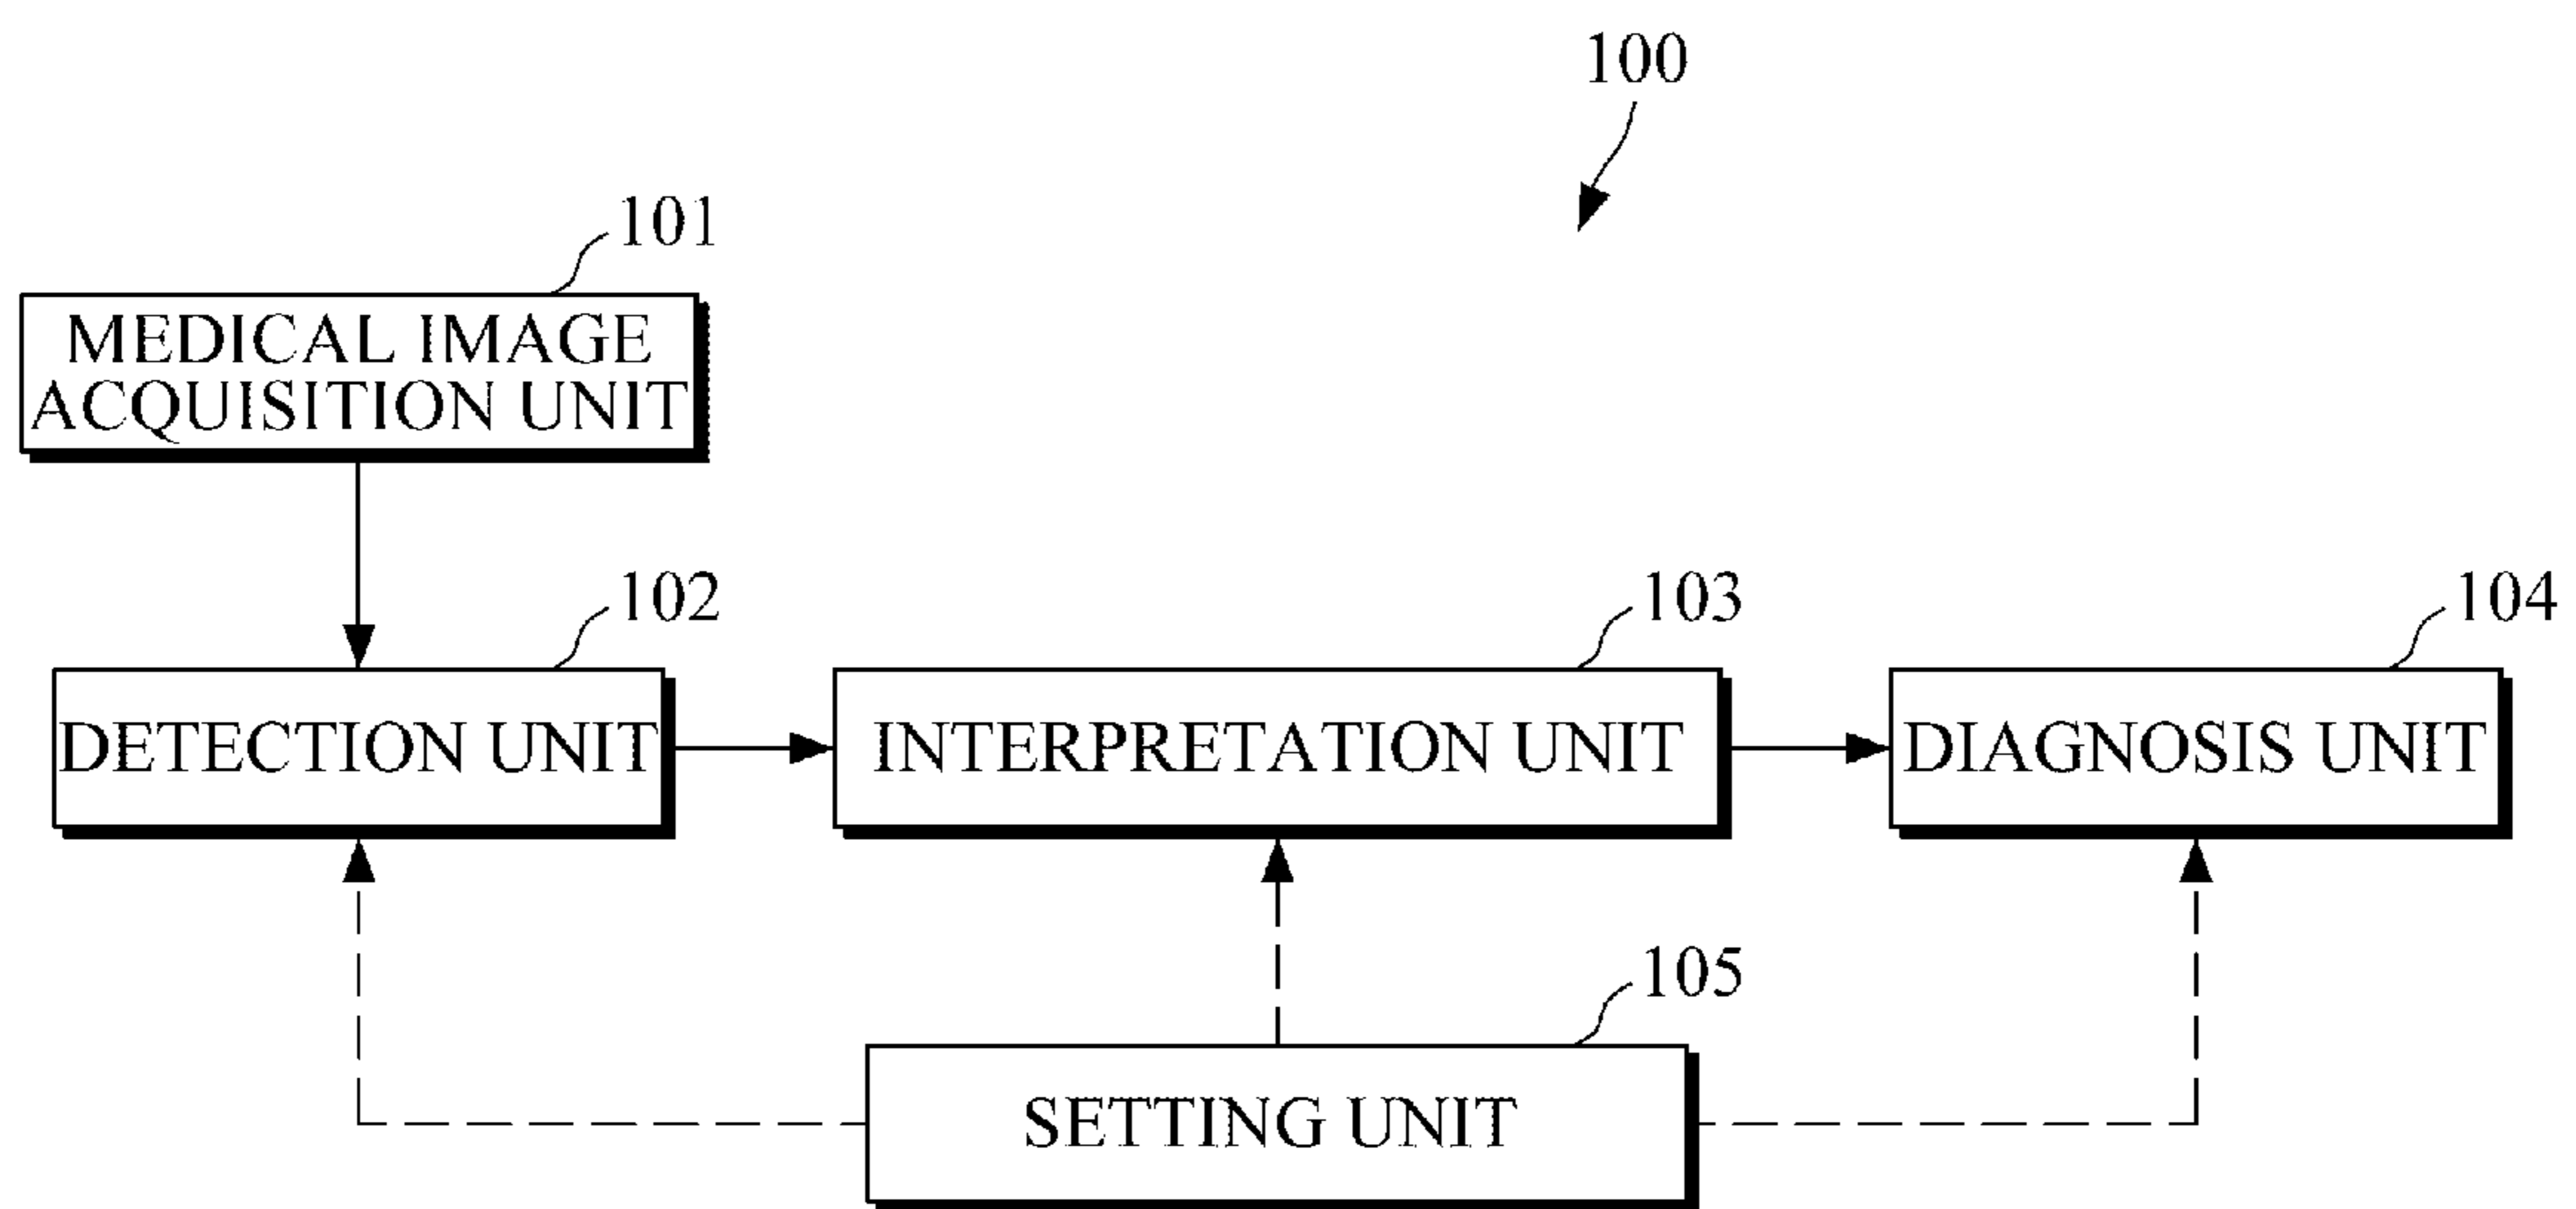 100
101
MEDICAL IMAGE
ACQUISITION UNIT
102
103
104
DETECTION UNIT
INTERPRETATION UNIT
DIAGNOSIS UNIT
105
SETTING UNIT